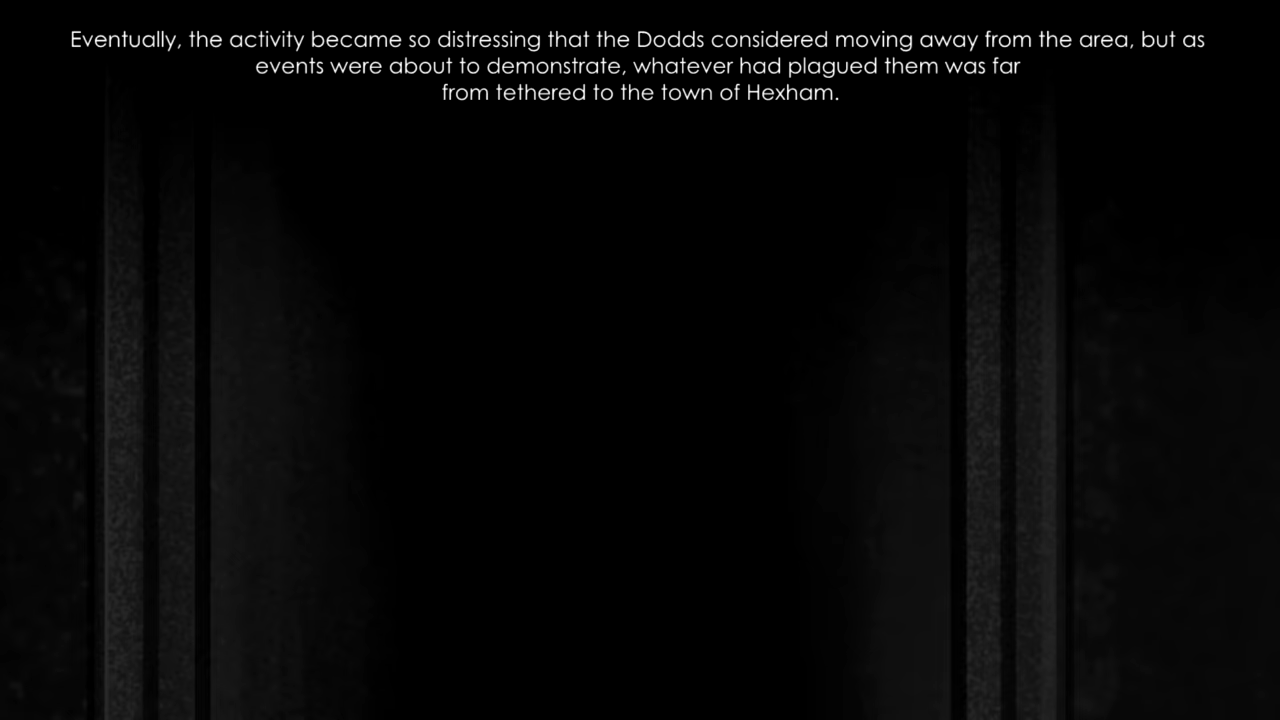 Eventually, the activity became so distressing that the Dodds considered moving away from the area, but as
events were about to demonstrate, whatever had plagued them was far
from tethered to the town of Hexham.